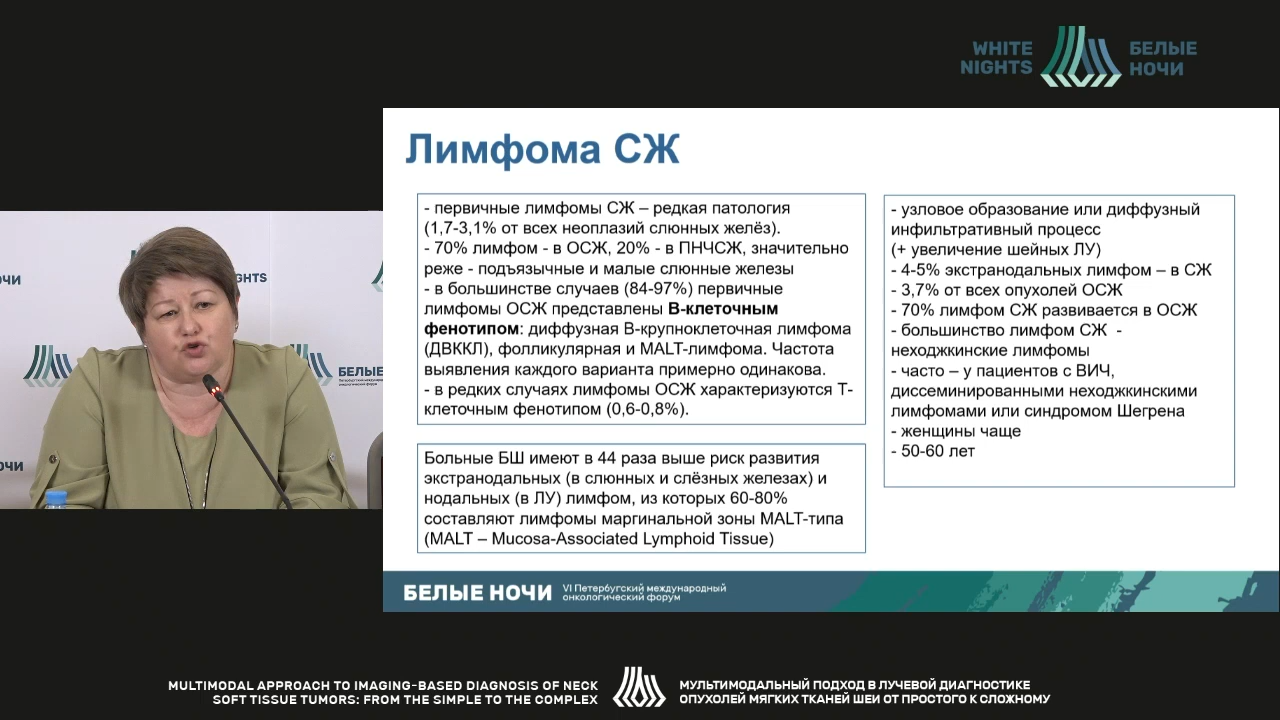 WHITE
NIGHTS
БЕЛЫЕ
НОЧИ
Лимфома СЖ
- первичные лимфомы СЖ – редкая патология
(1,7-3,1% от всех неоплазий слюнных желёз).
- 70% лимфом - в ОСЖ, 20% - в ПНЧСЖ, значительно
реже - подъязычные и малые слюнные железы
- в большинстве случаев (84-97%) первичные
лимфомы ОСЖ представлены В-клеточным
фенотипом: диффузная В-крупноклеточная лимфома
(ДВККЛ), фолликулярная и MALT-лимфома. Частота
выявления каждого варианта примерно одинакова.
- в редких случаях лимфомы ОСЖ характеризуются Т-
клеточным фенотипом (0,6-0,8%).
Больные БШ имеют в 44 раза выше риск развития
экстранодальных (в слюнных и слёзных железах) и
нодальных (в ЛУ) лимфом, из которых 60-80%
составляют лимфомы маргинальной зоны MALT-типа
(MALT – Mucosa-Associated Lymphoid Tissue)
- узловое образование или диффузный
инфильтративный процесс
(+ увеличение шейных ЛУ)
- 4-5% экстранодальных лимфом – в СЖ
- 3,7% от всех опухолей ОСЖ
- 70% лимфом СЖ развивается в ОСЖ
- большинство лимфом СЖ -
неходжкинские лимфомы
- часто – у пациентов с ВИЧ,
диссеминированными неходжкинскими
лимфомами или синдромом Шегрена
- женщины чаще
- 50-60 лет
БЕЛЫЕ НОЧИ
VI Петербургский международный
онкологический форум
MULTIMODAL APPROACH TO IMAGING-BASED DIAGNOSIS OF NECK
SOFT TISSUE TUMORS: FROM THE SIMPLE TO THE COMPLEX
МУЛЬТИМОДАЛЬНЫЙ ПОДХОД В ЛУЧЕВОЙ ДИАГНОСТИКЕ
ОПУХОЛЕЙ МЯГКИХ ТКАНЕЙ ШЕИ ОТ ПРОСТОГО К СЛОЖНОМУ